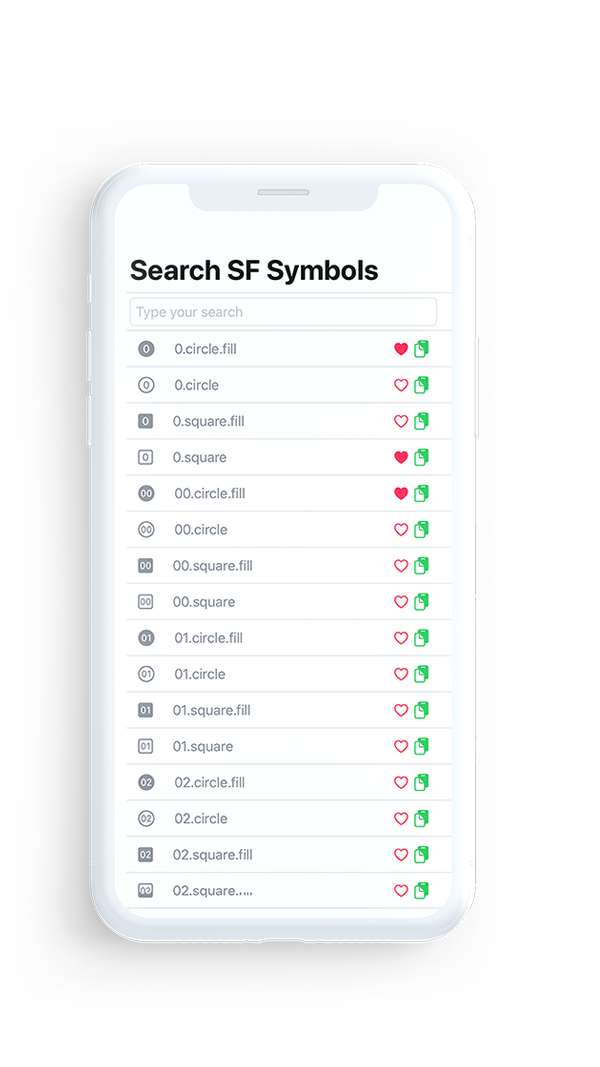 Search SF Symbols
Type your search
0 0.circle.fill
0 0.circle
0 0.square.fill
0 0.square
00 00.circle.fill
00 00.circle
00 00.square.fill
00 00.square
01 01.circle.fill
01 01.circle
01 01.square.fill
01 01.square
02 02.circle.fill
02 02.circle
02 02.square.fill
02 02.square....